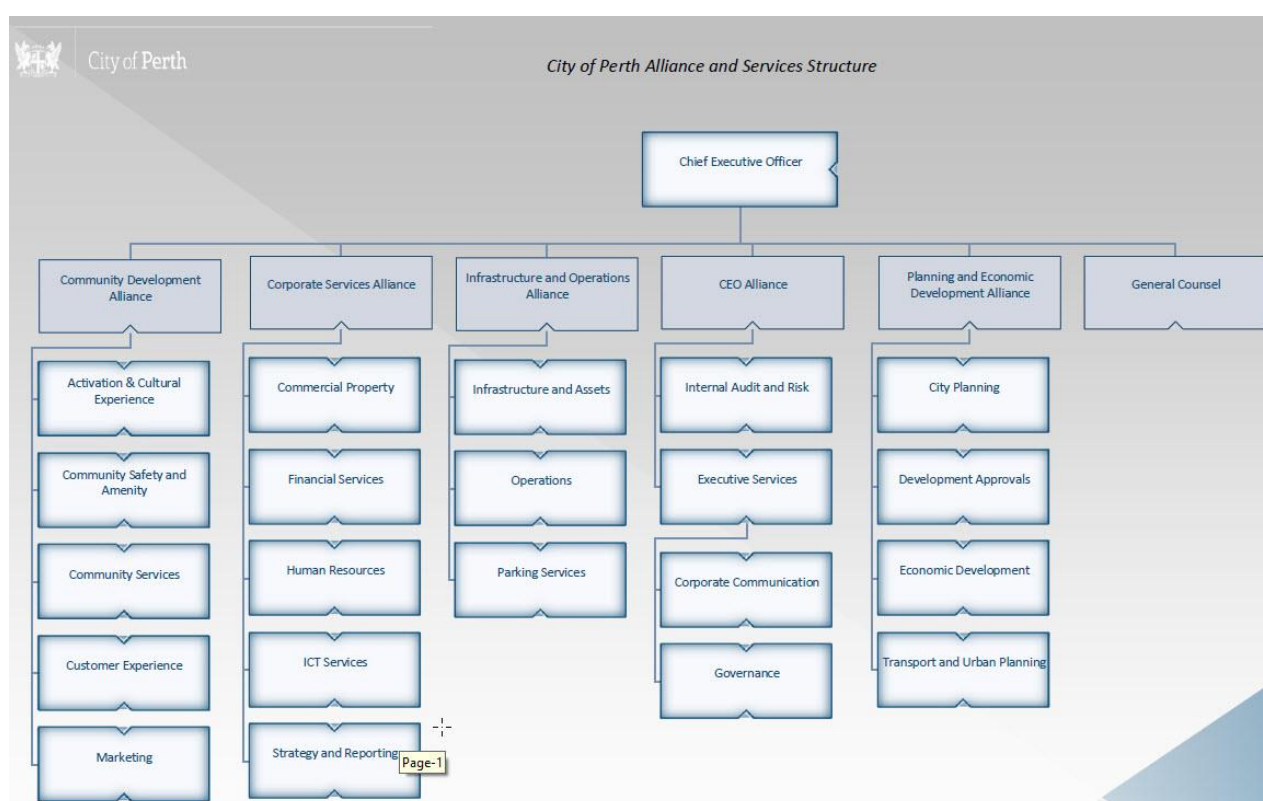 City of Perth
City of Perth Alliance and Services Structure
Chief Executive Officer
Community Development
Alliance
Corporate Services Alliance
Infrastructure and Operations
Alliance
CEO Alliance
Planning and Economic
Development Alliance
General Counsel
Activation & Cultural
Experience
Community Safety and
Amenity
Community Services
Customer Experience
Marketing
Commercial Property
Financial Services
Human Resources
ICT Services
Strategy and Reporting
Page-1
Infrastructure and Assets
Operations
Parking Services
Internal Audit and Risk
Executive Services
Corporate Communication
Governance
City Planning
Development Approvals
Economic Development
Transport and Urban Planning